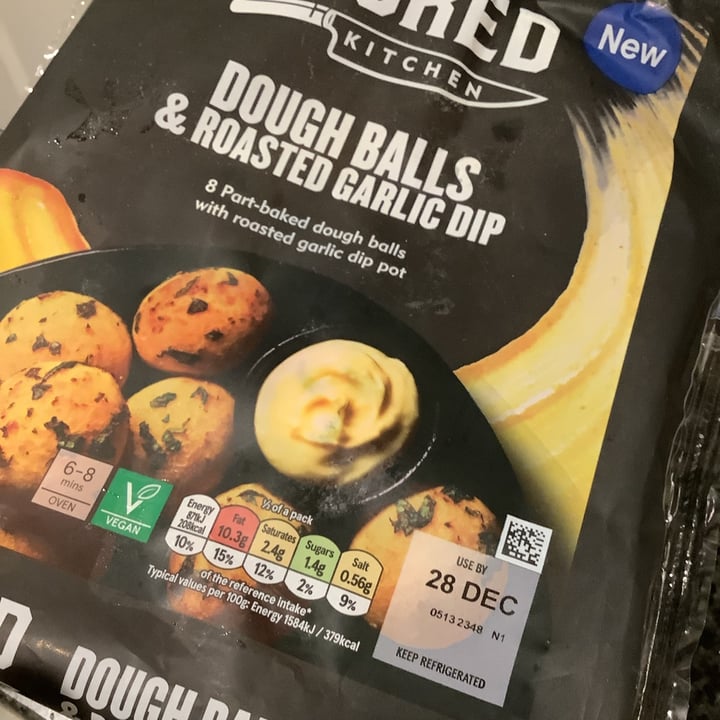 KITCHEN
New
DOUGH BALLS
& ROASTED GARLIC DIP
8 Part-baked dough balls
with roasted garlic dip pot
6-8
mins
OVEN
V
VEGAN
½ of a pack
Energy
871kJ
208kcal
10%
Fat
10.3g
15%
Saturates
2.4g
12%
Sugars
1.4g
2%
Salt
0.56g
9%
of the reference intake*
Typical values per 100g: Energy 1584kJ / 379kcal
USE BY
28 DEC
05132348 N1
KEEP REFRIGERATED
DOUGH